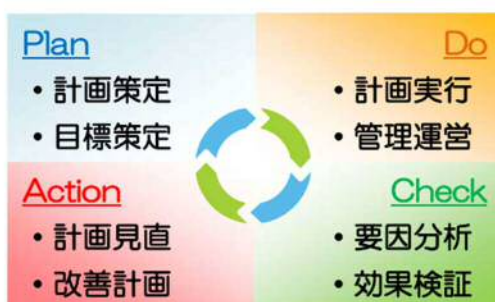 Plan
・計画策定
・目標策定
Do
・計画実行
・管理運営
Action
・計画見直
・改善計画
Check
・要因分析
・効果検証